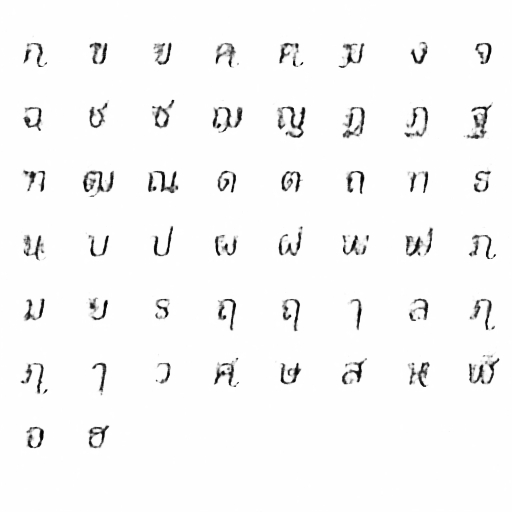 ก ข ฃ ค ฅ ฆ ง จ
ฉ ช ซ ฌ ญ ฎ ฏ ฐ
ฑ ฒ ณ ด ต ถ ท ธ
น บ ป ผ ฝ พ ฟ ภ
ม ย ร ฤ ฤ ๅ ล ฦ
ฦ ๅ ว ศ ษ ส ห ฬ
อ ฮ